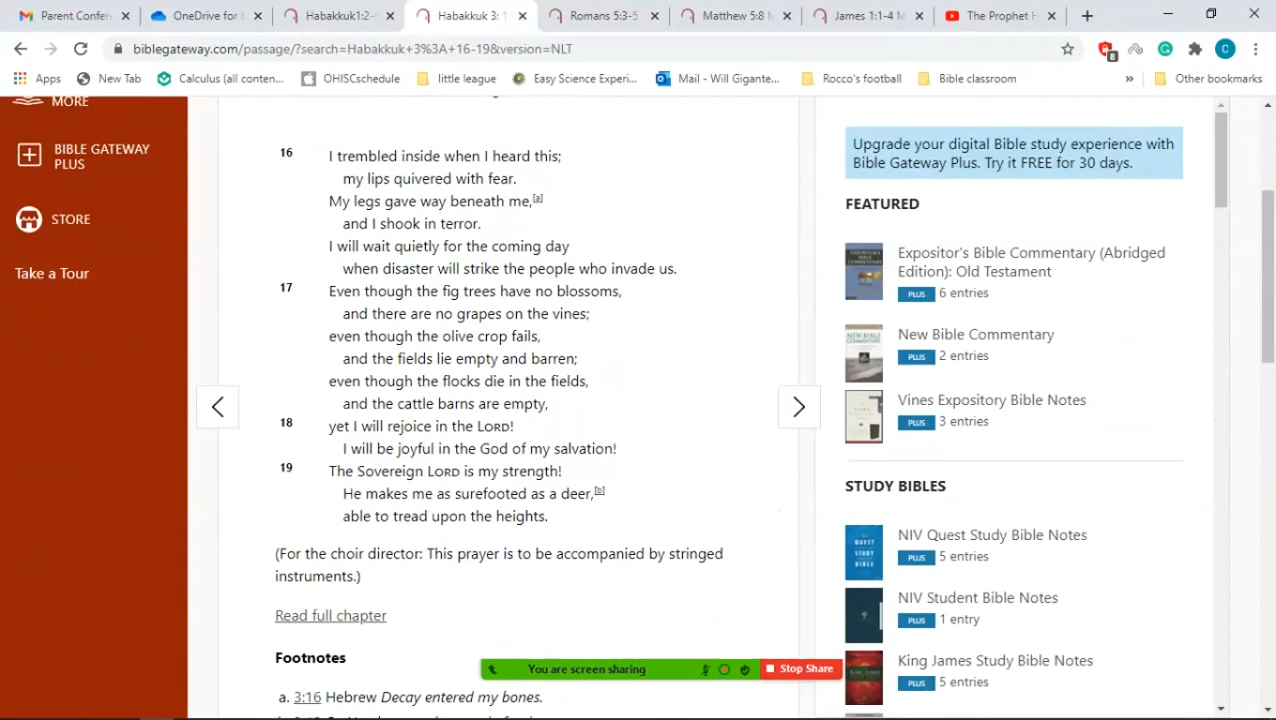 Parent Confer
OneDrive for E
Habakkuk1:2-
Habakkuk 3: 1
Romans 5:3-5
Matthew 5:8
James 1:1-4 M
The Prophet H
biblegateway.com/passage/?search=Habakkuk+3%3A+16-19&version=NLT
8
C
Apps
New Tab
Calculus (all conten...
OHISCschedule
little league
Easy Science Experi...
Mail - Will Gigante...
Rocco's football
Bible classroom
»
Other bookmarks
MORE
BIBLE GATEWAY
PLUS
STORE
Take a Tour
16 I trembled inside when I heard this;
my lips quivered with fear.
My legs gave way beneath me,[a]
and I shook in terror.
I will wait quietly for the coming day
when disaster will strike the people who invade us.
17 Even though the fig trees have no blossoms,
and there are no grapes on the vines;
even though the olive crop fails,
and the fields lie empty and barren;
even though the flocks die in the fields,
and the cattle barns are empty,
18 yet I will rejoice in the LORD!
I will be joyful in the God of my salvation!
19 The Sovereign LORD is my strength!
He makes me as surefooted as a deer,[b]
able to tread upon the heights.
(For the choir director: This prayer is to be accompanied by stringed
instruments.)
Read full chapter
Footnotes
a. 3:16 Hebrew Decay entered my bones.
You are screen sharing
Stop Share
Upgrade your digital Bible study experience with
Bible Gateway Plus. Try it FREE for 30 days.
FEATURED
Expositor's Bible Commentary (Abridged
Edition): Old Testament
PLUS 6 entries
New Bible Commentary
PLUS 2 entries
Vines Expository Bible Notes
PLUS 3 entries
STUDY BIBLES
NIV Quest Study Bible Notes
PLUS 5 entries
NIV Student Bible Notes
PLUS 1 entry
King James Study Bible Notes
PLUS 5 entries